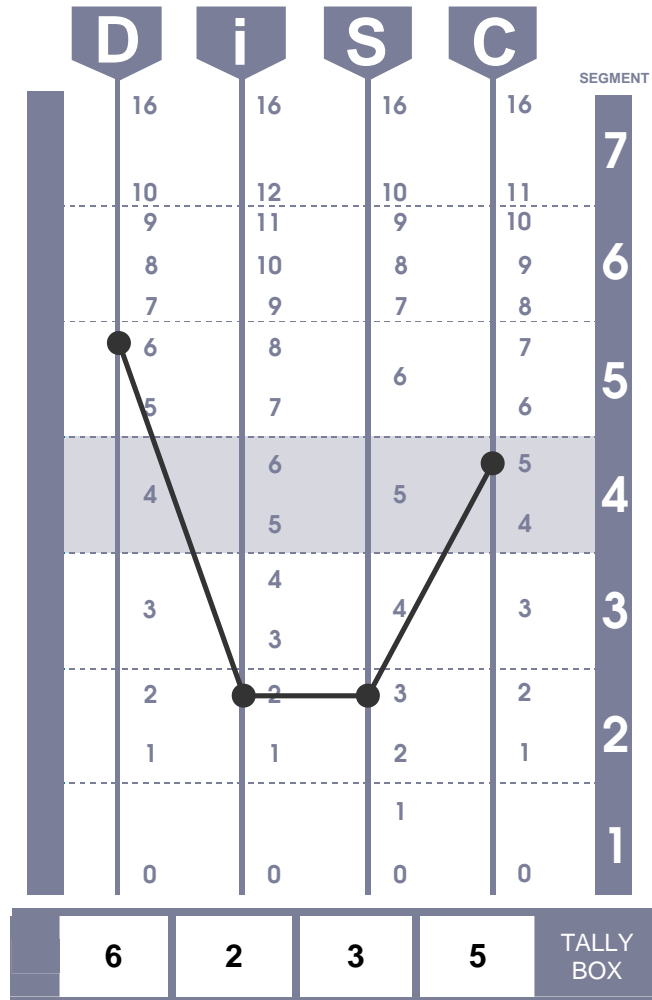 D i S C
SEGMENT
16 16 16 16
7
10 12 10 11
9 11 9 10
8 10 8 9
6
7 9 7 8
6 8 7
6
5
5 7 6
6 5
4 5
4
5 4
4
3 4 3
3
3
2 2 3 2
2
1 1 2 1
1
1
0 0 0 0
6 2 3 5 TALLY
BOX